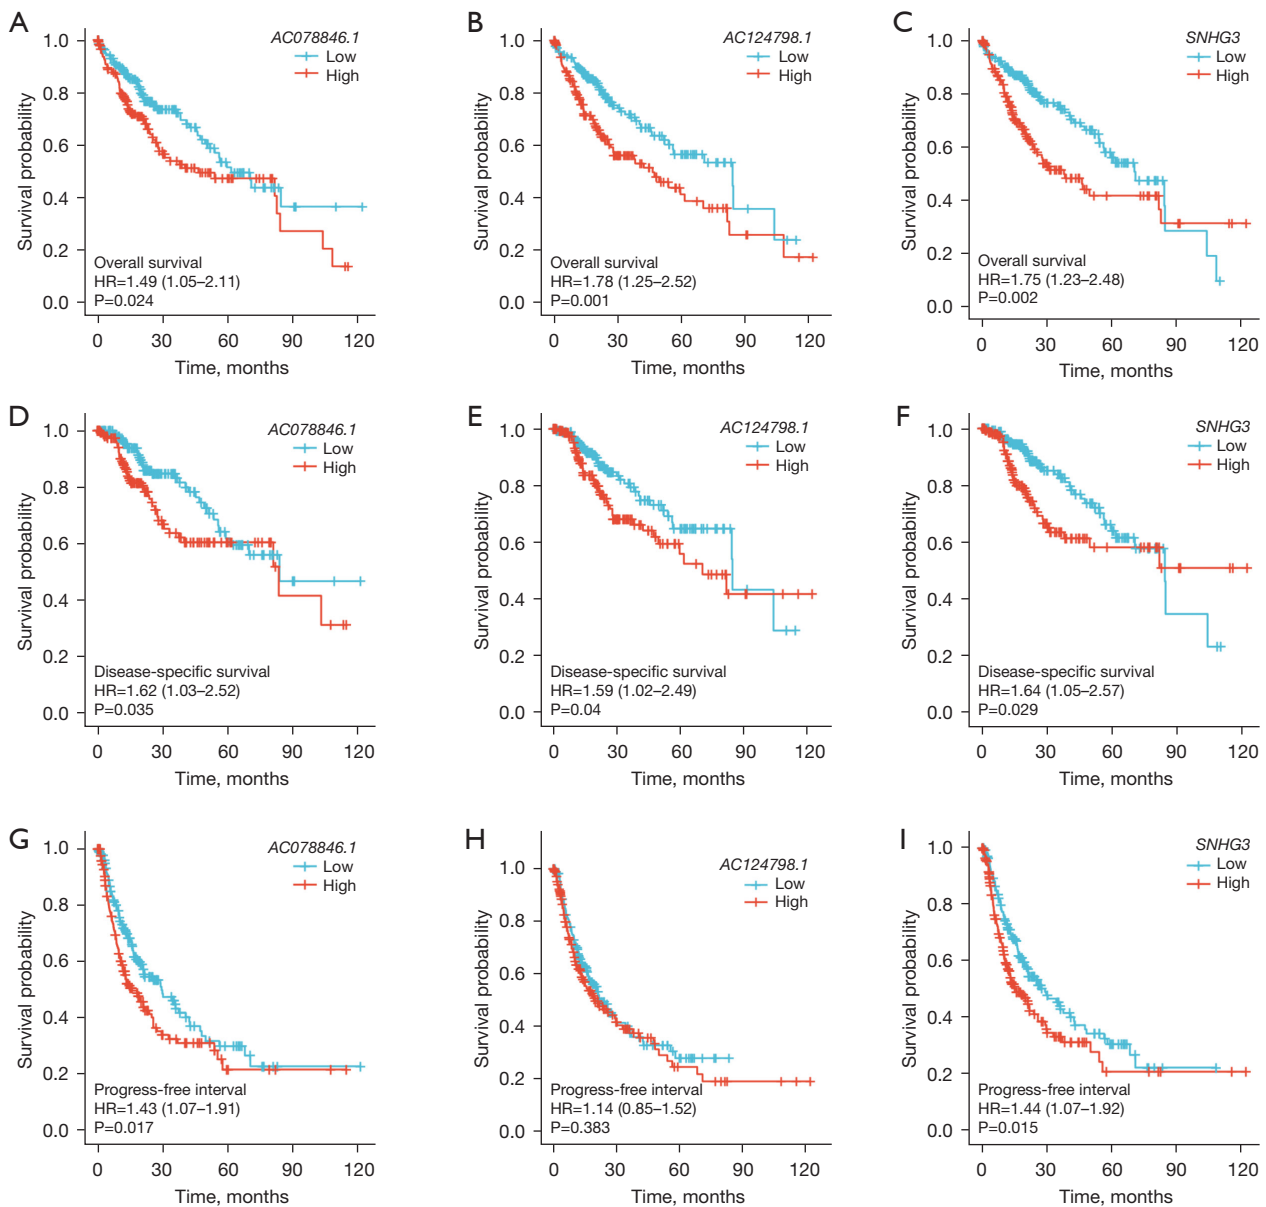 A
AC078846.1
Low
High
1.0
0.8
0.6
0.4
0.2
0.0
Survival probability
Overall survival
HR=1.49 (1.05–2.11)
P=0.024
0 30 60 90 120
Time, months
B
AC124798.1
Low
High
1.0
0.8
0.6
0.4
0.2
0.0
Survival probability
Overall survival
HR=1.78 (1.25–2.52)
P=0.001
0 30 60 90 120
Time, months
C
SNHG3
Low
High
1.0
0.8
0.6
0.4
0.2
0.0
Survival probability
Overall survival
HR=1.75 (1.23–2.48)
P=0.002
0 30 60 90 120
Time, months
D
AC078846.1
Low
High
1.0
0.8
0.6
0.4
0.2
0.0
Survival probability
Disease-specific survival
HR=1.62 (1.03–2.52)
P=0.035
0 30 60 90 120
Time, months
E
AC124798.1
Low
High
1.0
0.8
0.6
0.4
0.2
0.0
Survival probability
Disease-specific survival
HR=1.59 (1.02–2.49)
P=0.04
0 30 60 90 120
Time, months
F
SNHG3
Low
High
1.0
0.8
0.6
0.4
0.2
0.0
Survival probability
Disease-specific survival
HR=1.64 (1.05–2.57)
P=0.029
0 30 60 90 120
Time, months
G
AC078846.1
Low
High
1.0
0.8
0.6
0.4
0.2
0.0
Survival probability
Progress-free interval
HR=1.43 (1.07–1.91)
P=0.017
0 30 60 90 120
Time, months
H
AC124798.1
Low
High
1.0
0.8
0.6
0.4
0.2
0.0
Survival probability
Progress-free interval
HR=1.14 (0.85–1.52)
P=0.383
0 30 60 90 120
Time, months
I
SNHG3
Low
High
1.0
0.8
0.6
0.4
0.2
0.0
Survival probability
Progress-free interval
HR=1.44 (1.07–1.92)
P=0.015
0 30 60 90 120
Time, months